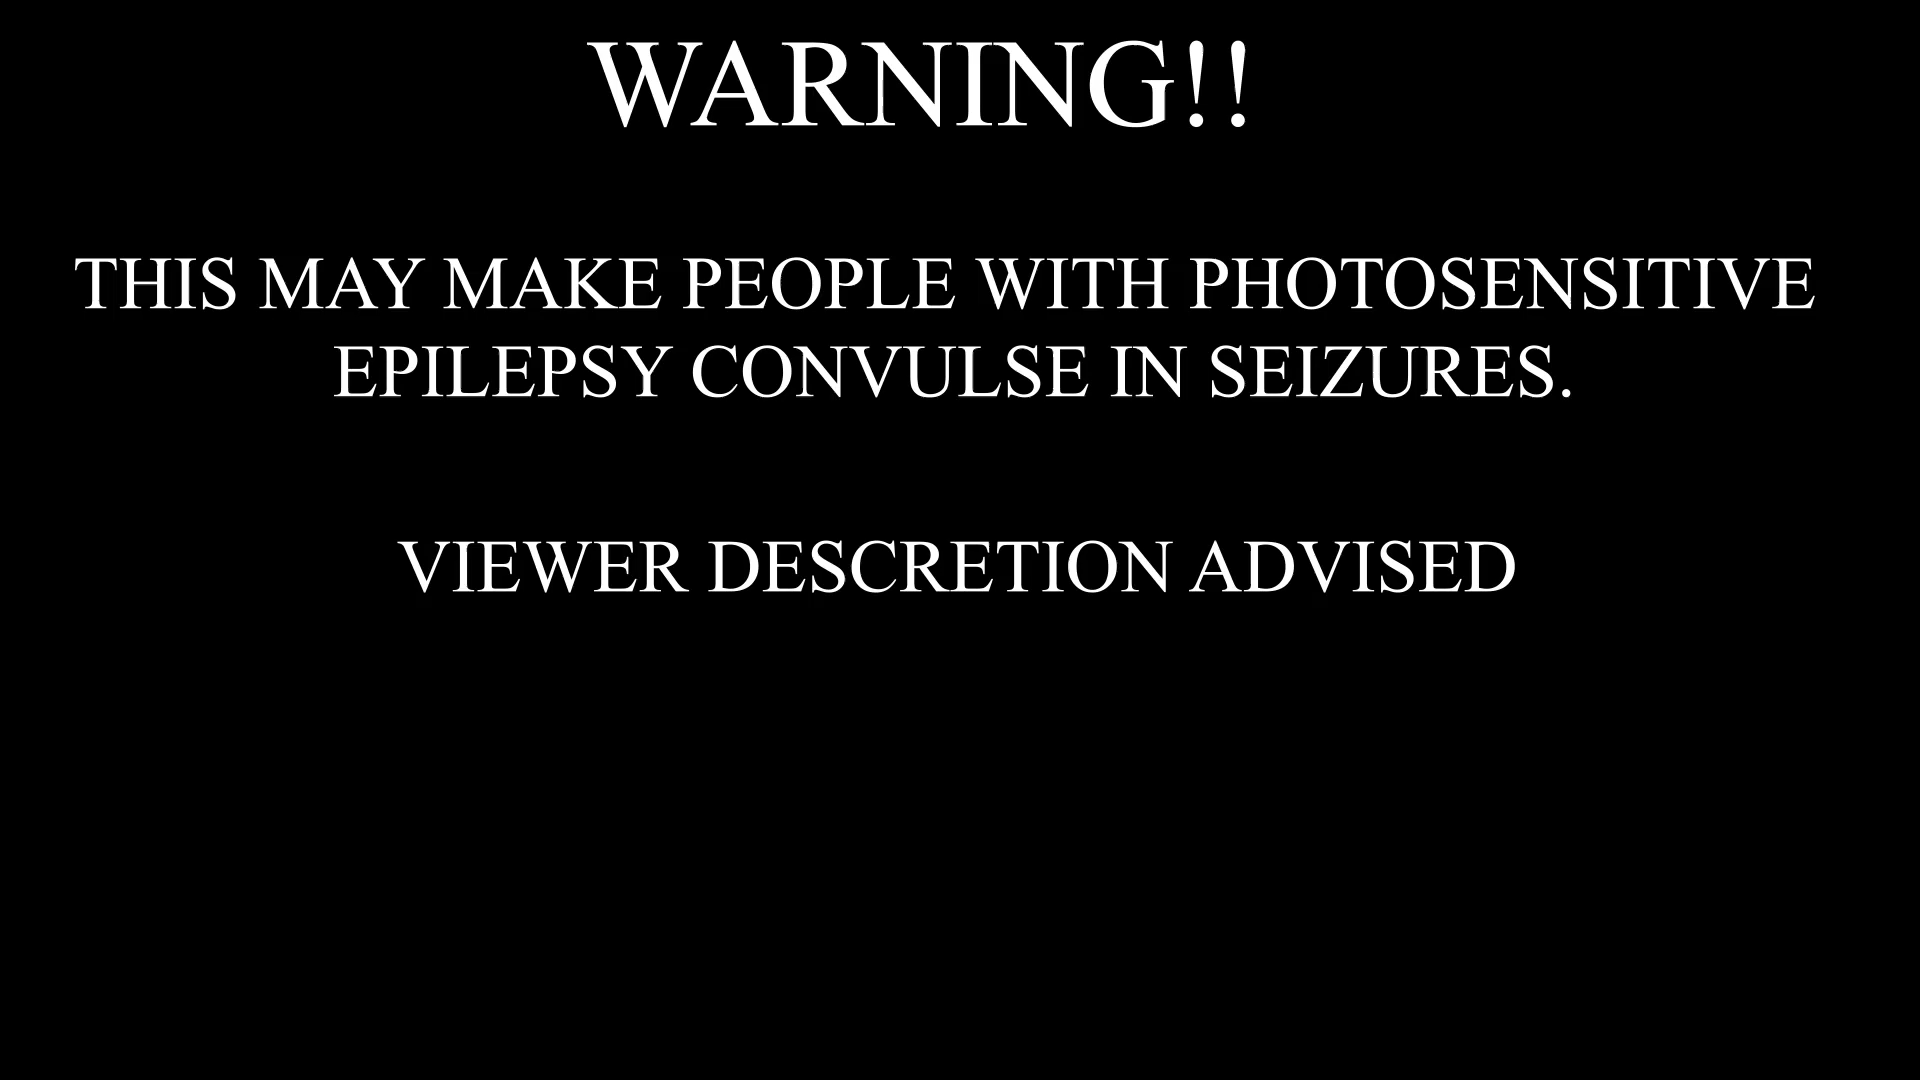 WARNING!!
THIS MAY MAKE PEOPLE WITH PHOTOSENSITIVE
EPILEPSY CONVULSE IN SEIZURES.
VIEWER DESCRETION ADVISED